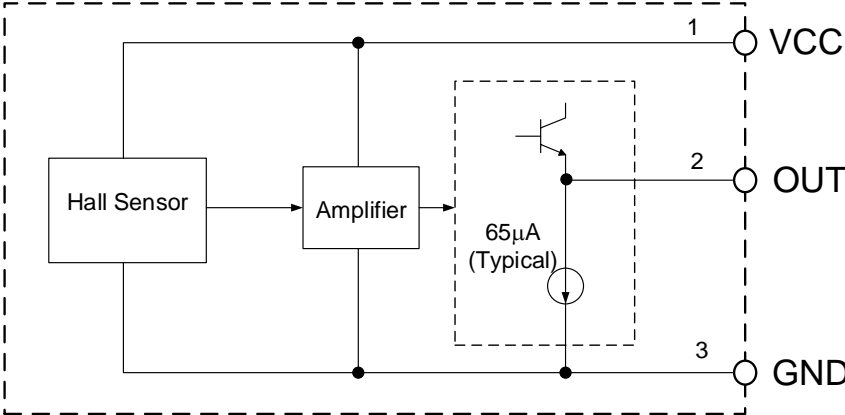 1
VCC
2
OUT
Hall Sensor
Amplifier
65μA
(Typical)
3
GND